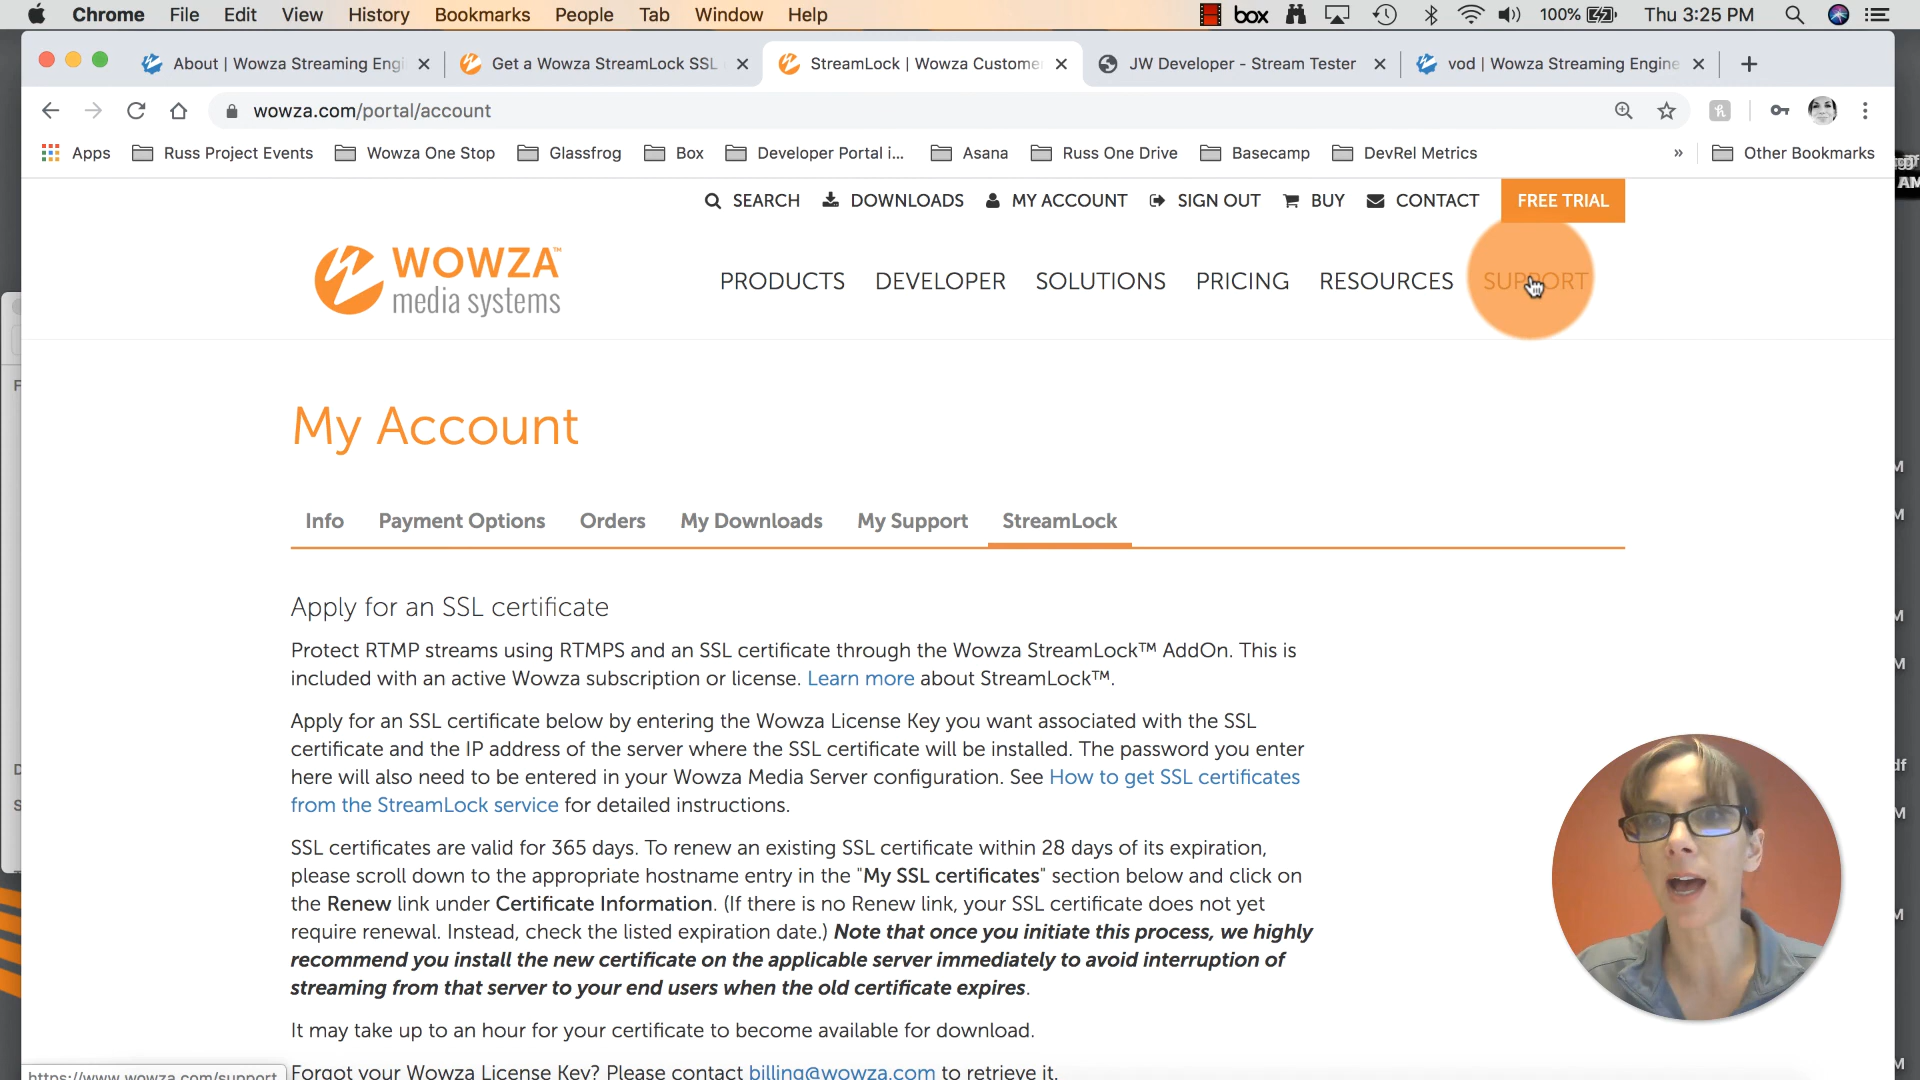 Chrome File Edit View History Bookmarks People Tab Window Help box 100% Thu 3:25 PM
About | Wowza Streaming Engi Get a Wowza StreamLock SSL StreamLock | Wowza Custome JW Developer - Stream Tester vod | Wowza Streaming Engine
wowza.com/portal/account
Apps Russ Project Events Wowza One Stop Glassfrog Box Developer Portal i... Asana Russ One Drive Basecamp DevRel Metrics » Other Bookmarks
SEARCH DOWNLOADS MY ACCOUNT SIGN OUT BUY CONTACT FREE TRIAL
WOWZA™
media systems
PRODUCTS DEVELOPER SOLUTIONS PRICING RESOURCES SUPPORT
My Account
Info Payment Options Orders My Downloads My Support StreamLock
Apply for an SSL certificate
Protect RTMP streams using RTMPS and an SSL certificate through the Wowza StreamLock™ AddOn. This is
included with an active Wowza subscription or license. Learn more about StreamLock™.
Apply for an SSL certificate below by entering the Wowza License Key you want associated with the SSL
certificate and the IP address of the server where the SSL certificate will be installed. The password you enter
here will also need to be entered in your Wowza Media Server configuration. See How to get SSL certificates
from the StreamLock service for detailed instructions.
SSL certificates are valid for 365 days. To renew an existing SSL certificate within 28 days of its expiration,
please scroll down to the appropriate hostname entry in the "My SSL certificates" section below and click on
the Renew link under Certificate Information. (If there is no Renew link, your SSL certificate does not yet
require renewal. Instead, check the listed expiration date.) Note that once you initiate this process, we highly
recommend you install the new certificate on the applicable server immediately to avoid interruption of
streaming from that server to your end users when the old certificate expires.
It may take up to an hour for your certificate to become available for download.
Forgot your Wowza License Key? Please contact billing@wowza.com to retrieve it.
https://www.wowza.com/support